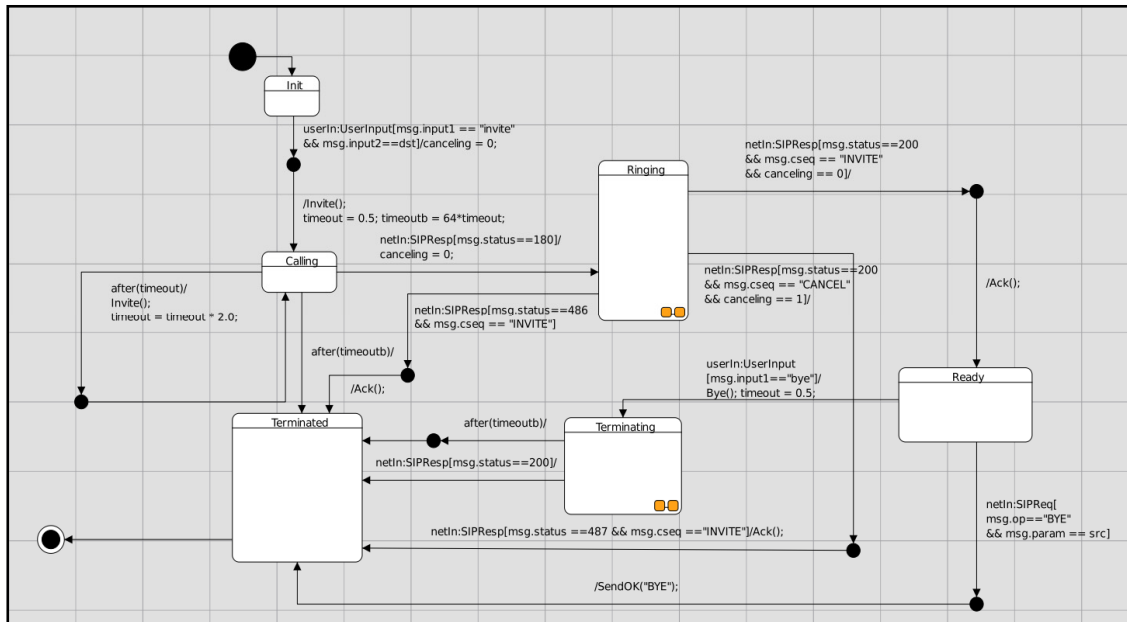 Init
userIn:UserInput[msg.input1 == "invite"
&& msg.input2==dst]/canceling = 0;
netIn:SIPResp[msg.status==200
&& msg.cseq == "INVITE"
&& canceling == 0]/
Ringing
/Invite();
timeout = 0.5; timeoutb = 64*timeout;
netIn:SIPResp[msg.status==180]/
canceling = 0;
Calling
netIn:SIPResp[msg.status==200
&& msg.cseq == "CANCEL"
&& canceling == 1]/
/Ack();
after(timeout)/
Invite();
timeout = timeout * 2.0;
netIn:SIPResp[msg.status==486
&& msg.cseq == "INVITE"]
after(timeoutb)/
/Ack();
userIn:UserInput
[msg.input1=="bye"]/
Bye(); timeout = 0.5;
Ready
Terminated
after(timeoutb)/
Terminating
netIn:SIPResp[msg.status==200]/
netIn:SIPReq[
msg.op=="BYE"
&& msg.param == src]
netIn:SIPResp[msg.status ==487 && msg.cseq =="INVITE"]/Ack();
/SendOK("BYE");